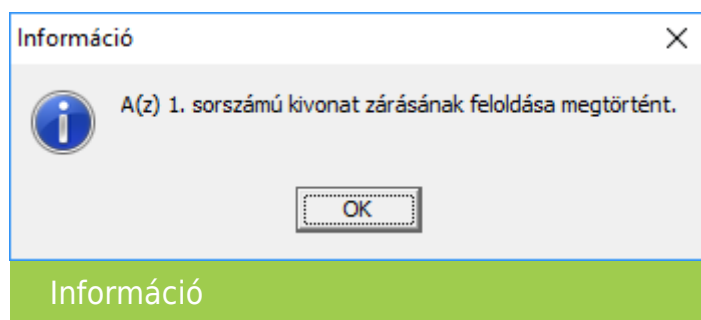 Információ
A(z) 1. sorszámú kivonat zárásának feloldása megtörtént.
OK
Információ